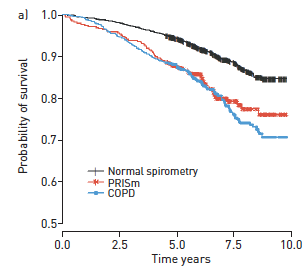 a)
1.0
0.9
0.8
0.7
0.6
0.5
Probability of survival
Normal spirometry
PRISm
COPD
0.0 2.5 5.0 7.5 10.0
Time years